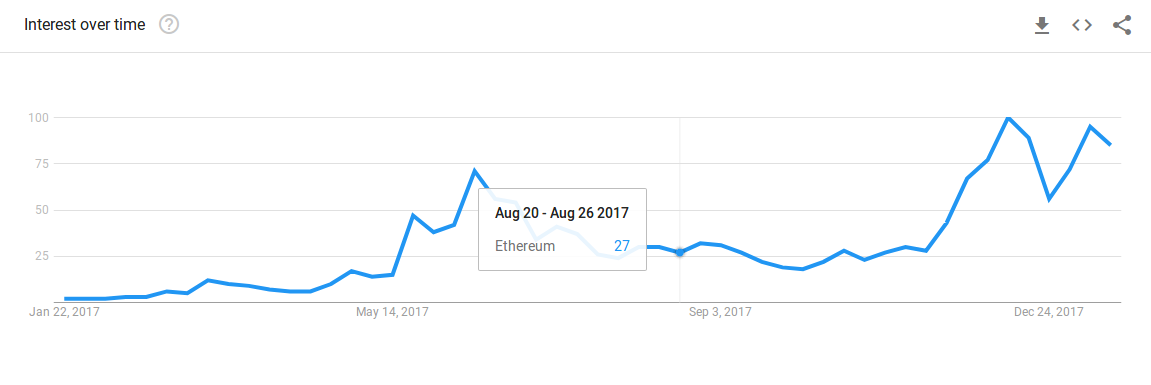 Interest over time ?
100
75
Aug 20 - Aug 26 2017
50
Ethereum 27
25
Jan 22, 2017 May 14, 2017 Sep 3, 2017 Dec 24, 2017